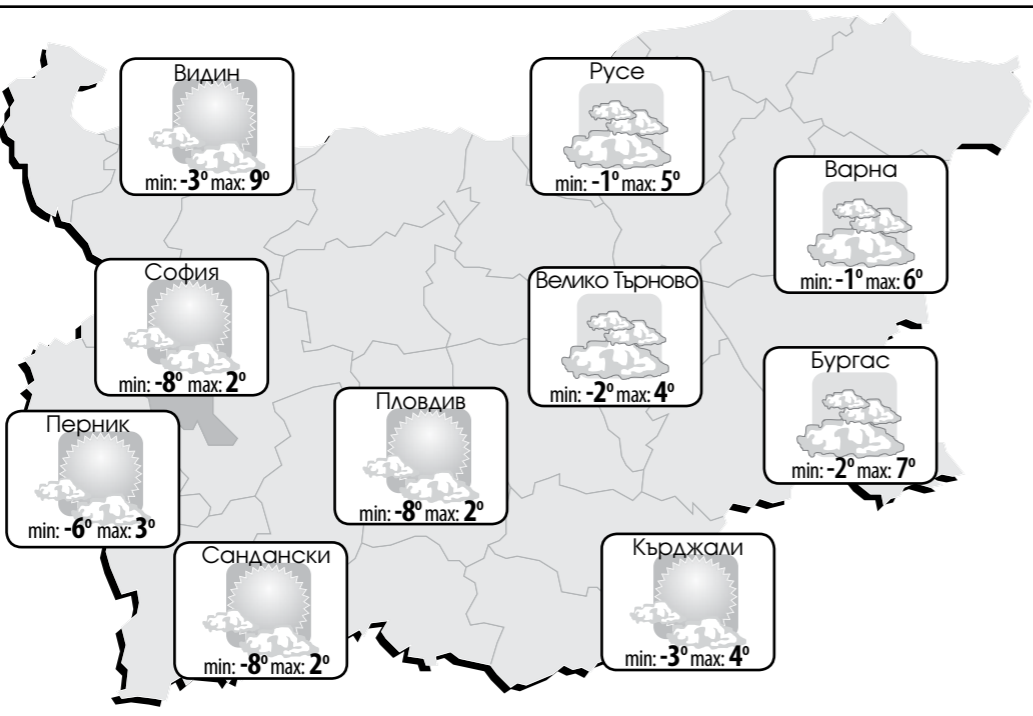 Видин
min: -3° max: 9°
Русе
min: -1° max: 5°
Варна
min: -1° max: 6°
София
min: -8° max: 2°
Велико Търново
min: -2° max: 4°
Бургас
min: -2° max: 7°
Пловдив
min: -8° max: 2°
Перник
min: -6° max: 3°
Сандански
min: -8° max: 2°
Кърджали
min: -3° max: 4°